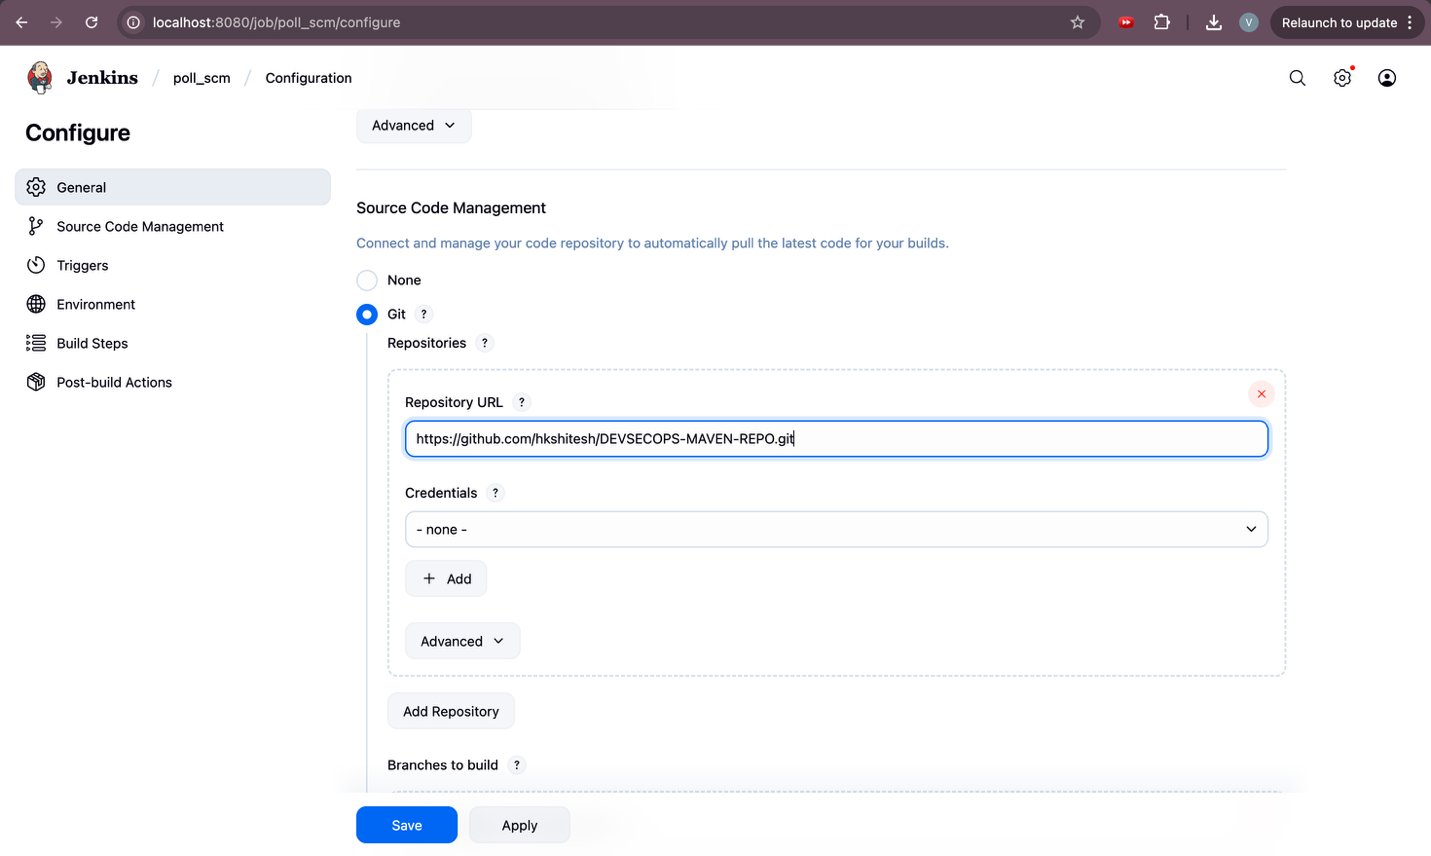 localhost:8080/job/poll_scm/configure
V
Relaunch to update
Jenkins / poll_scm / Configuration
Configure
General
Source Code Management
Triggers
Environment
Build Steps
Post-build Actions
Advanced
Source Code Management
Connect and manage your code repository to automatically pull the latest code for your builds.
None
Git ?
Repositories ?
Repository URL ?
https://github.com/hkshitesh/DEVSECOPS-MAVEN-REPO.git
Credentials ?
- none -
+ Add
Advanced
Add Repository
Branches to build ?
Save
Apply